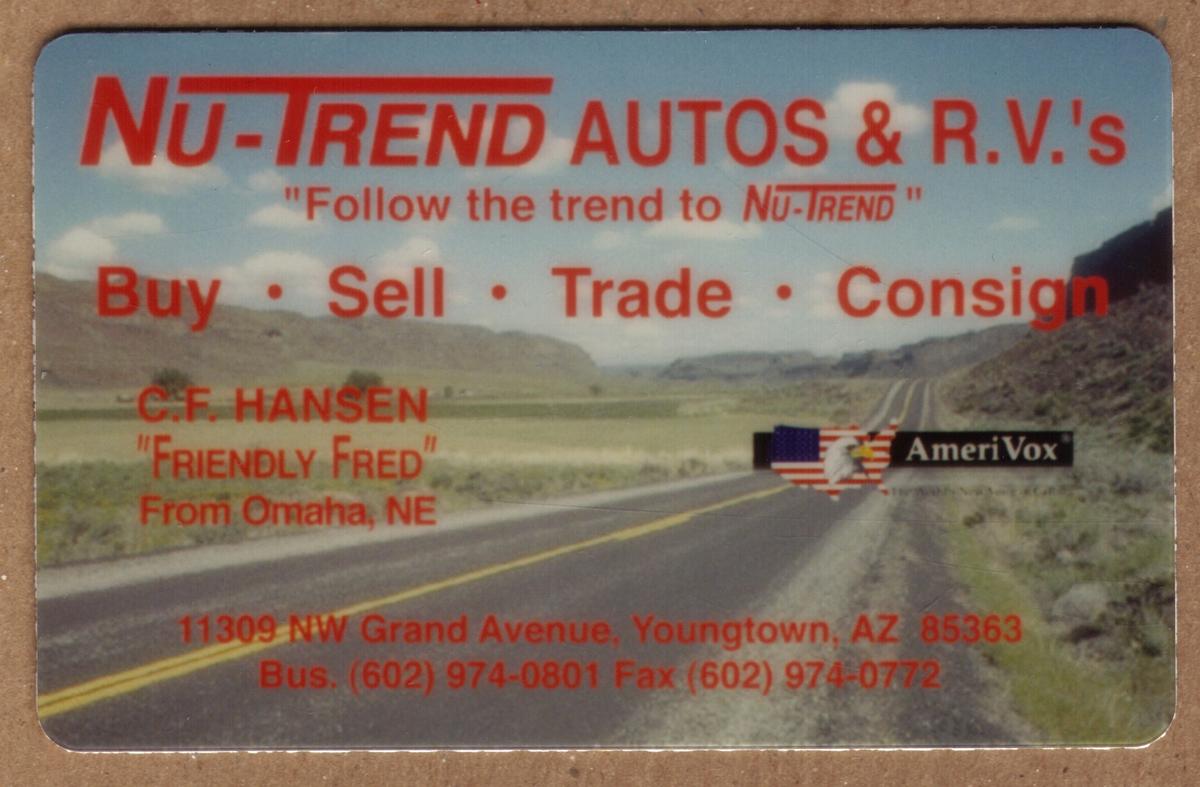 NU-TREND AUTOS & R.V.'s
"Follow the trend to NU-TREND"
Buy • Sell • Trade • Consign
C.F. HANSEN
"FRIENDLY FRED"
From Omaha, NE
AmeriVox®
11309 NW Grand Avenue, Youngtown, AZ 85363
Bus. (602) 974-0801 Fax (602) 974-0772